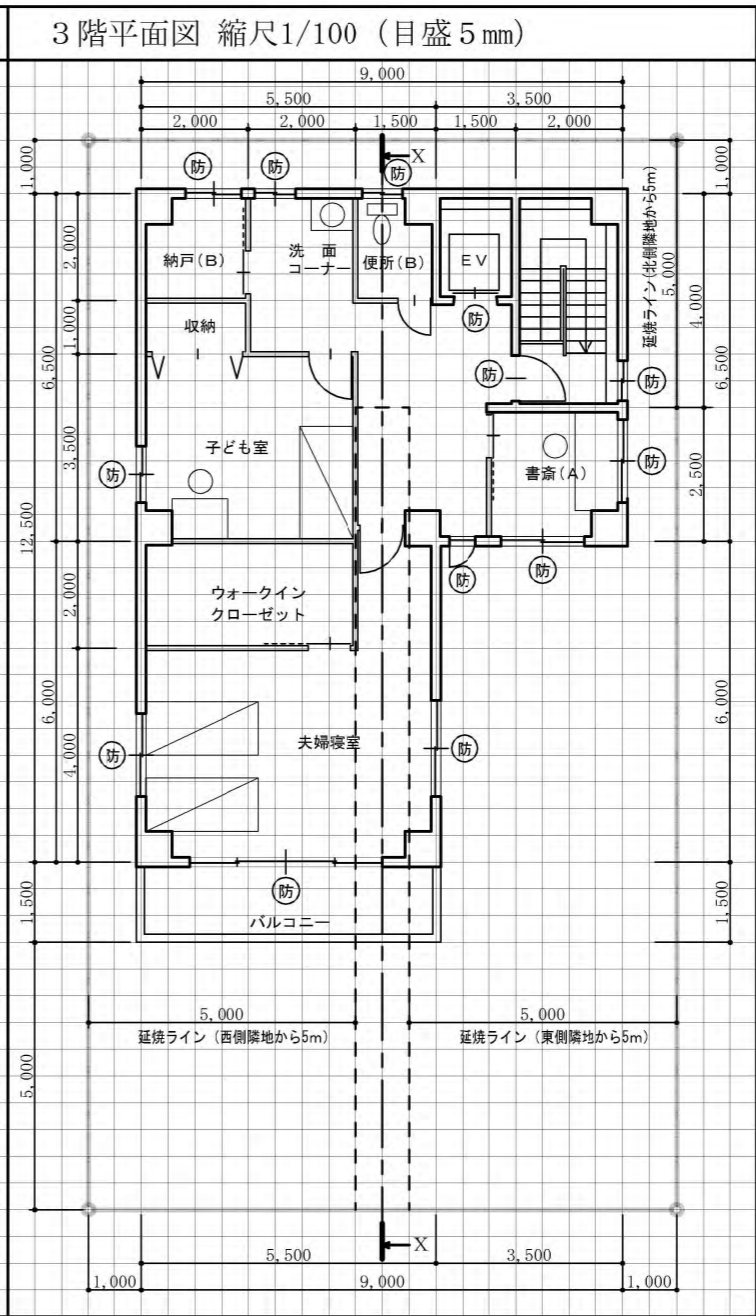 3階平面図 縮尺1/100 (目盛5mm)
9,000
5,500
3,500
2,000
2,000
1,500
1,500
2,000
X
防
防
防
1,000
1,000
延焼ライン(北側隣地から5m)
5,000
納戸(B)
洗 面
コーナー
便所(B)
EV
防
2,000
4,000
収納
1,000
6,500
6,500
防
防
子ども室
書斎(A)
防
防
3,500
2,500
12,500
防
防
ウォークイン
クローゼット
2,000
6,000
6,000
4,000
夫婦寝室
防
防
防
バルコニー
1,500
1,500
5,000
5,000
延焼ライン(西側隣地から5m)
延焼ライン(東側隣地から5m)
5,000
X
5,500
3,500
1,000
9,000
1,000